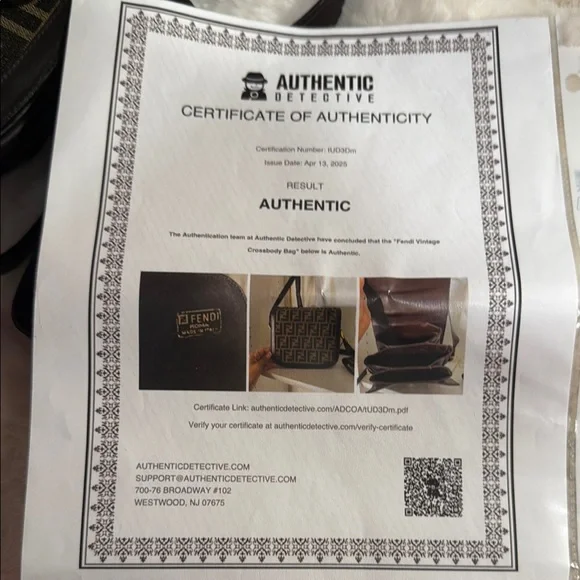 AUTHENTIC
DETECTIVE
CERTIFICATE OF AUTHENTICITY
Certification Number: tUD3Dm
Issue Date: Apr 13, 2025
RESULT
AUTHENTIC
The Authentication team at Authentic Detective have concluded that the "Fendi Vintage
Crossbody Bag" below is Authentic.
FENDI
ROMA
MADE IN ITALY
Certificate Link: authenticdetective.com/ADCOA/tUD3Dm.pdf
Verify your certificate at authenticdetective.com/verify-certificate
AUTHENTICDETECTIVE.COM
SUPPORT@AUTHENTICDETECTIVE.COM
700-76 BROADWAY #102
WESTWOOD, NJ 07675